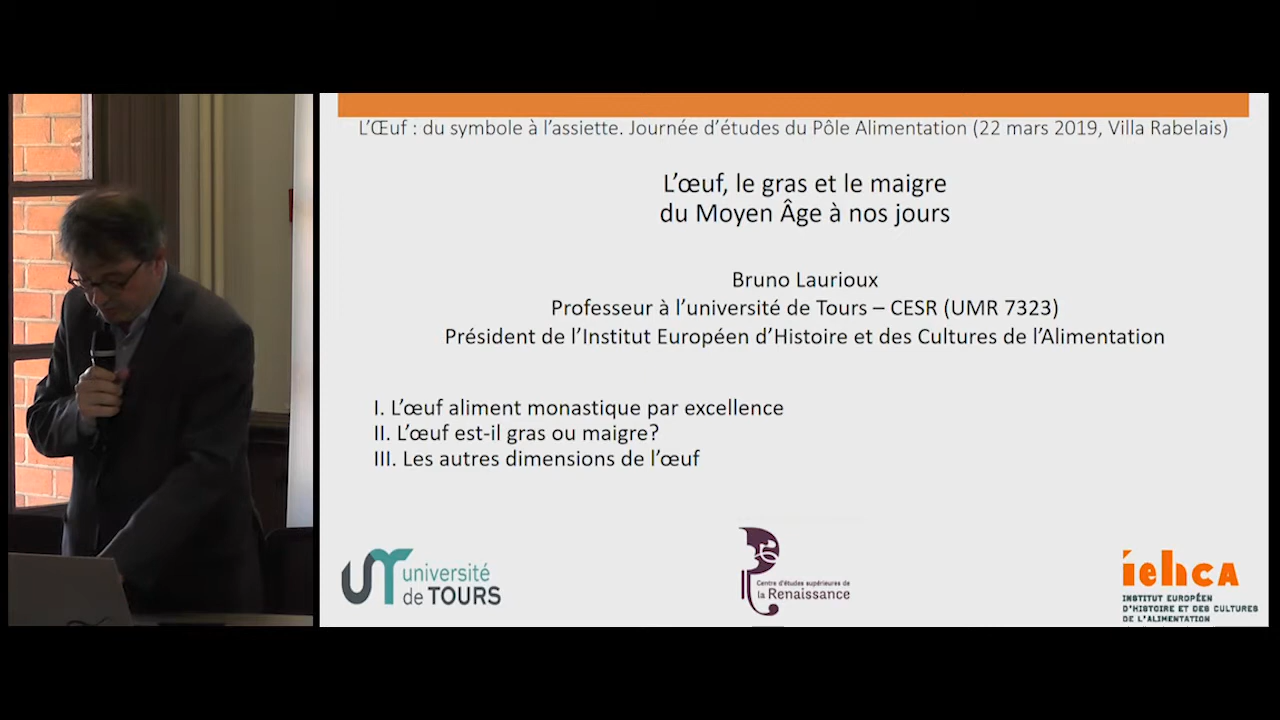 L'Œuf : du symbole à l'assiette. Journée d'études du Pôle Alimentation (22 mars 2019, Villa Rabelais)
L'œuf, le gras et le maigre
du Moyen Âge à nos jours
Bruno Laurioux
Professeur à l'université de Tours – CESR (UMR 7323)
Président de l'Institut Européen d'Histoire et des Cultures de l'Alimentation
I. L'œuf aliment monastique par excellence
II. L'œuf est-il gras ou maigre?
III. Les autres dimensions de l'œuf
université
de TOURS
Centre d'études supérieures de
la Renaissance
iehca
INSTITUT EUROPÉEN
D'HISTOIRE ET DES CULTURES
DE L'ALIMENTATION